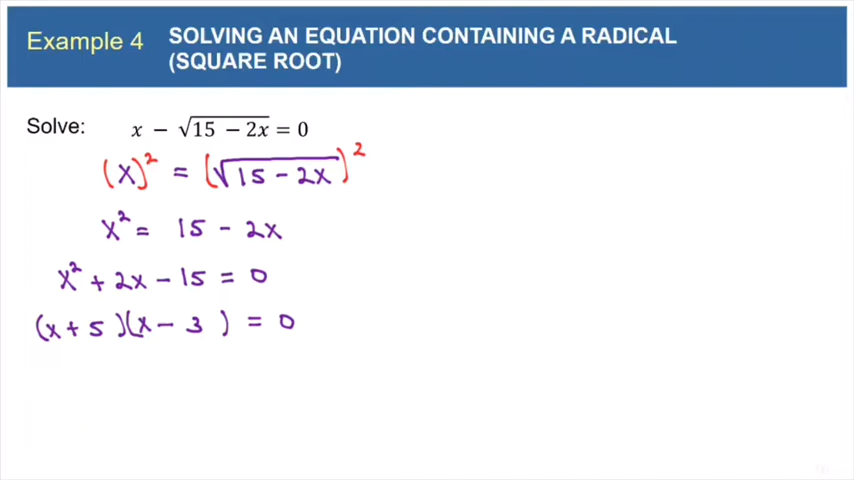 Example 4
SOLVING AN EQUATION CONTAINING A RADICAL
(SQUARE ROOT)
Solve: x − √15 − 2x = 0
(x)² = (√15 − 2x)²
x² = 15 − 2x
x² + 2x − 15 = 0
(x + 5)(x − 3) = 0